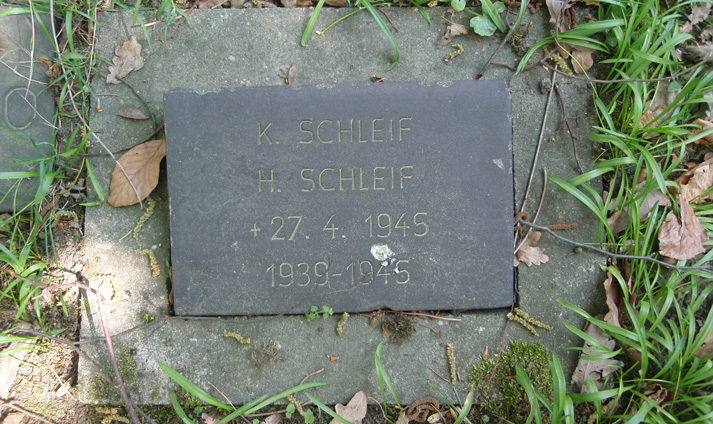 K. SCHLEIF
H. SCHLEIF
+ 27. 4. 1945
1939-1945